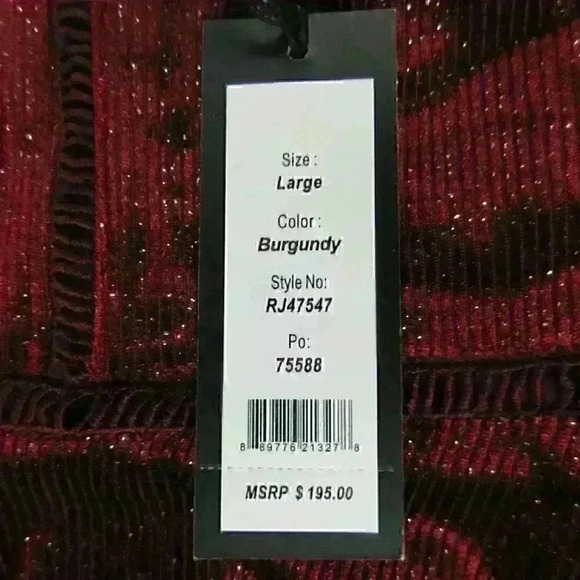 Size :
Large
Color :
Burgundy
Style No:
RJ47547
Po:
75588
8 89776 21327 8
MSRP $ 195.00